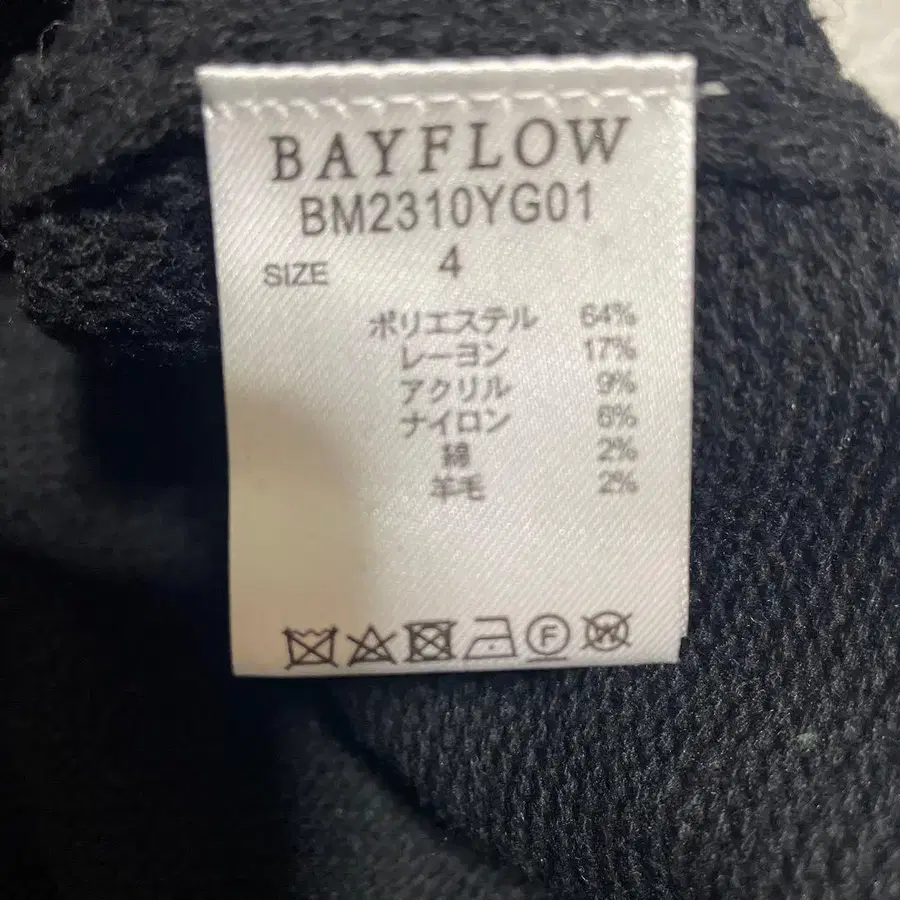 BAYFLOW
BM2310YG01
SIZE 4
ポリエステル 64%
レーヨン 17%
アクリル 9%
ナイロン 6%
綿 2%
羊毛 2%
F W